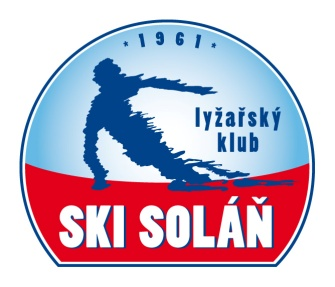 * 1961 *
lyžařský
klub
SKI SOLÁŇ